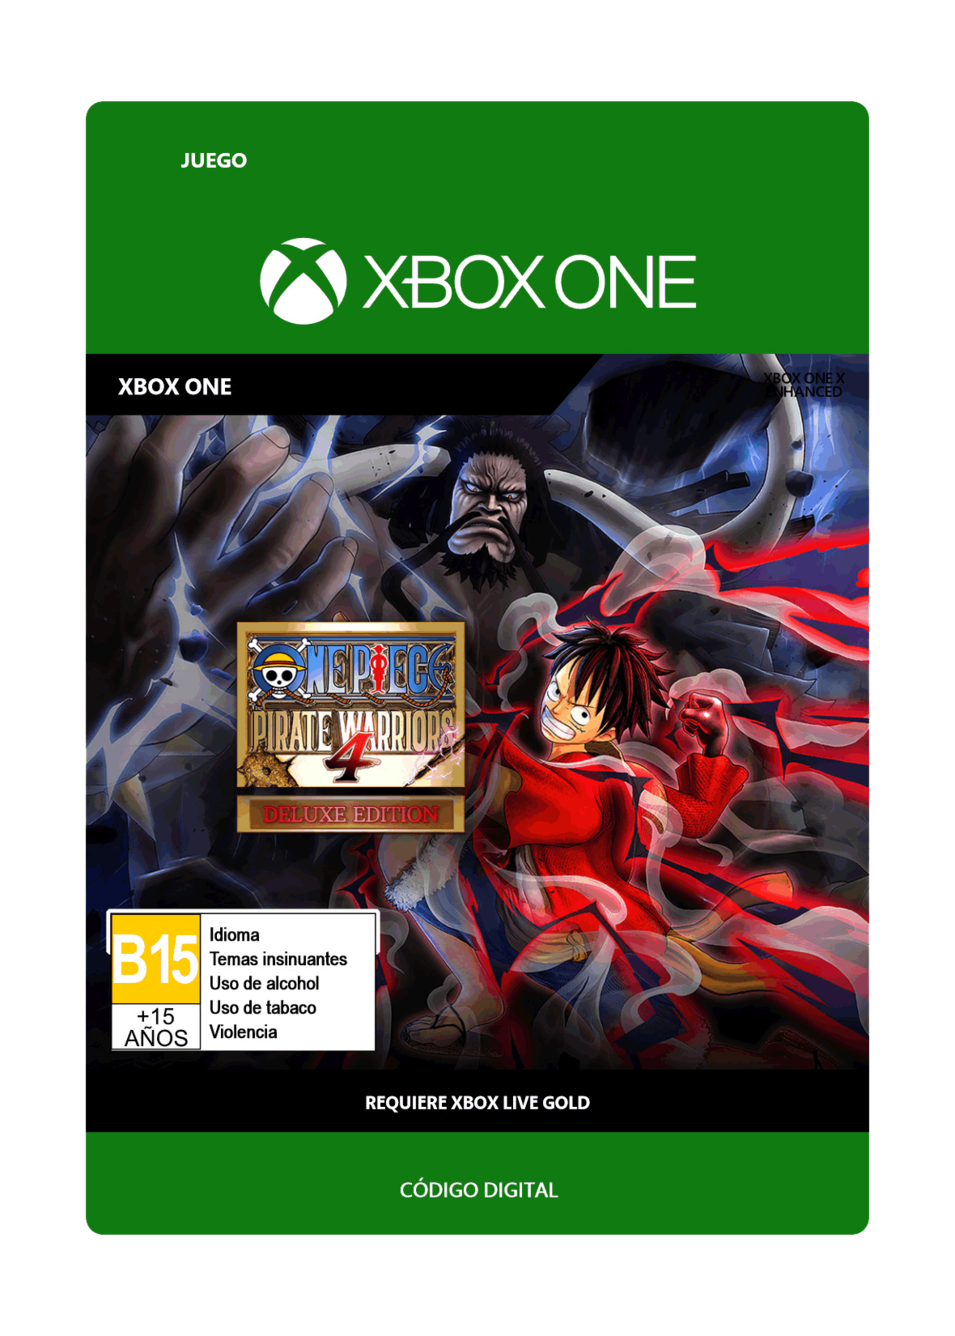 JUEGO
XBOX ONE
XBOX ONE
XBOX ONE X
ENHANCED
ONE PIECE
PIRATE WARRIORS
4
DELUXE EDITION
B15
+15
AÑOS
Idioma
Temas insinuantes
Uso de alcohol
Uso de tabaco
Violencia
REQUIERE XBOX LIVE GOLD
CÓDIGO DIGITAL